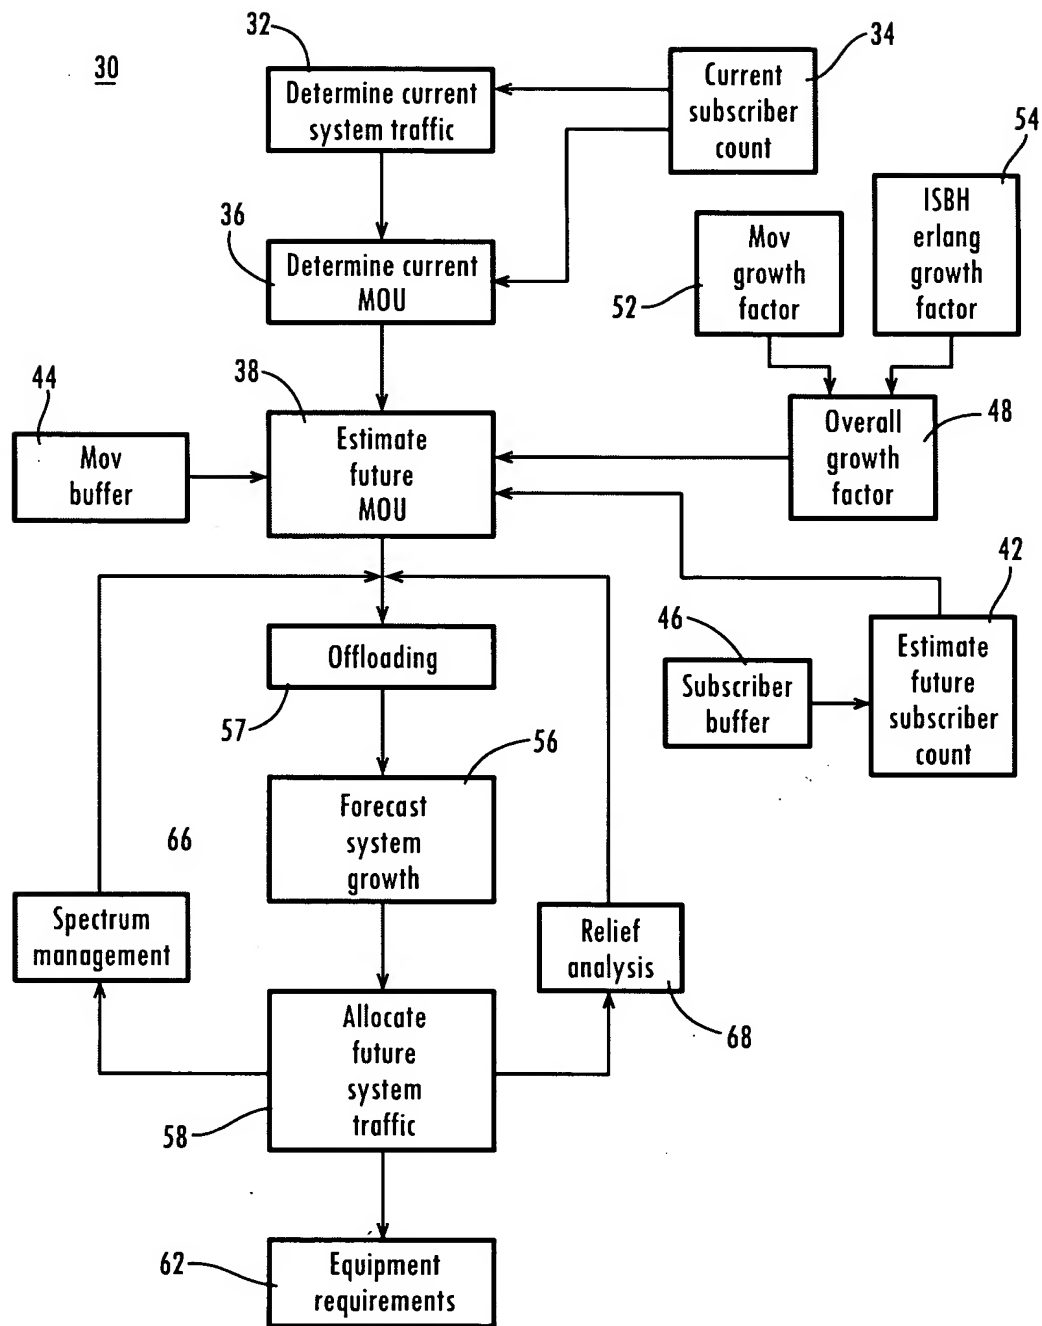 30
32
Determine current
system traffic
34
Current
subscriber
count
54
ISBH
erlang
growth
factor
36
Determine current
MOU
52
Mov
growth
factor
44
Mov
buffer
38
Estimate
future
MOU
Overall
growth
factor
48
42
Estimate
future
subscriber
count
46
Subscriber
buffer
Offloading
57
56
Forecast
system
growth
66
Spectrum
management
Relief
analysis
68
Allocate
future
system
traffic
58
62
Equipment
requirements